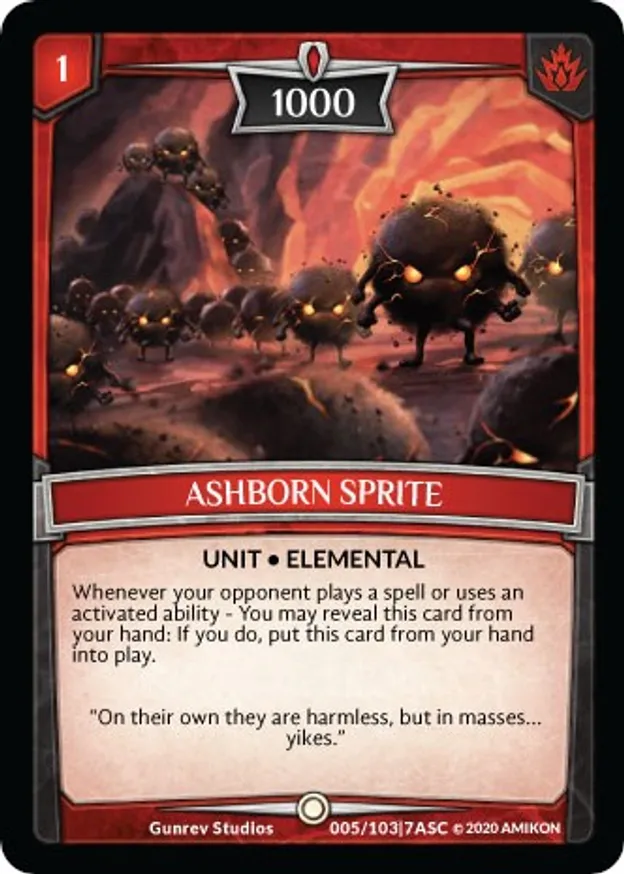 1
1000
ASHBORN SPRITE
UNIT • ELEMENTAL
Whenever your opponent plays a spell or uses an
activated ability - You may reveal this card from
your hand: If you do, put this card from your hand
into play.
"On their own they are harmless, but in masses...
yikes."
Gunrev Studios 005/103|7ASC © 2020 AMIKON